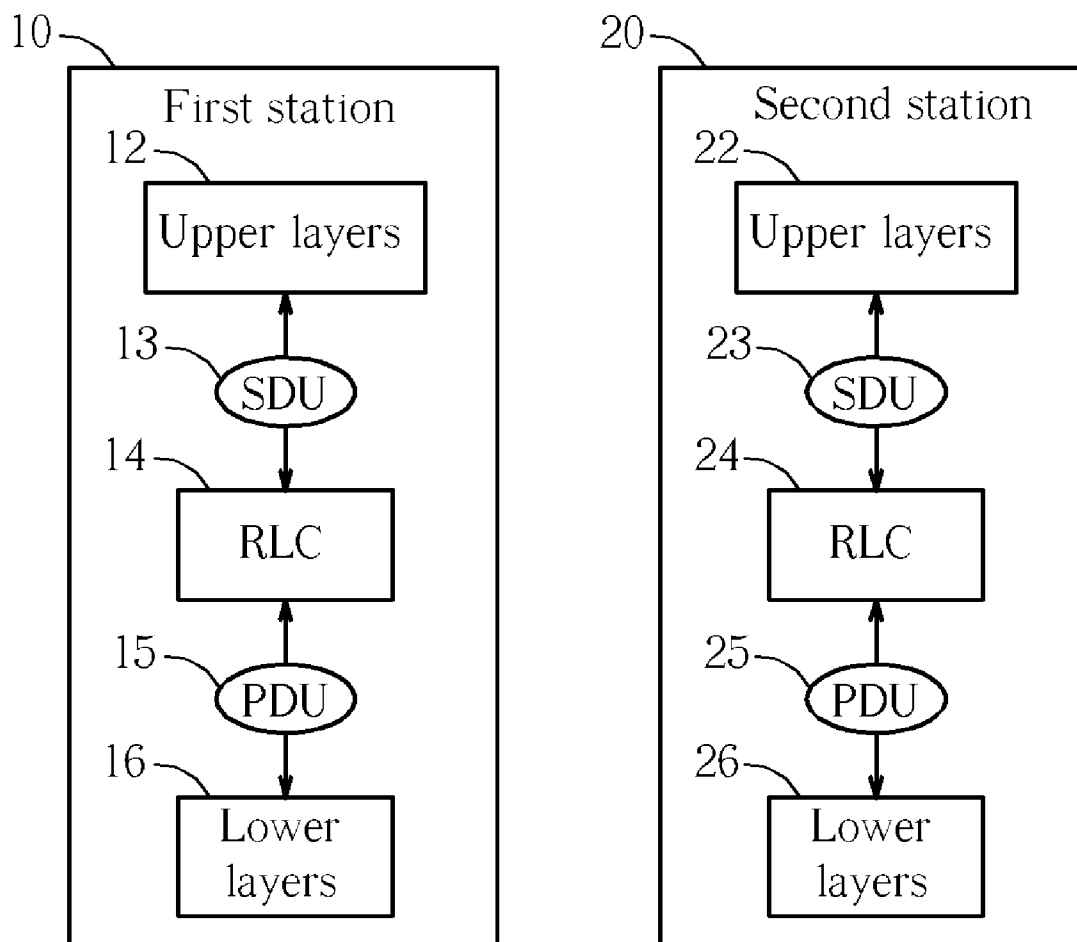 10
First station
12
Upper layers
13
SDU
14
RLC
15
PDU
16
Lower
layers
20
Second station
22
Upper layers
23
SDU
24
RLC
25
PDU
26
Lower
layers